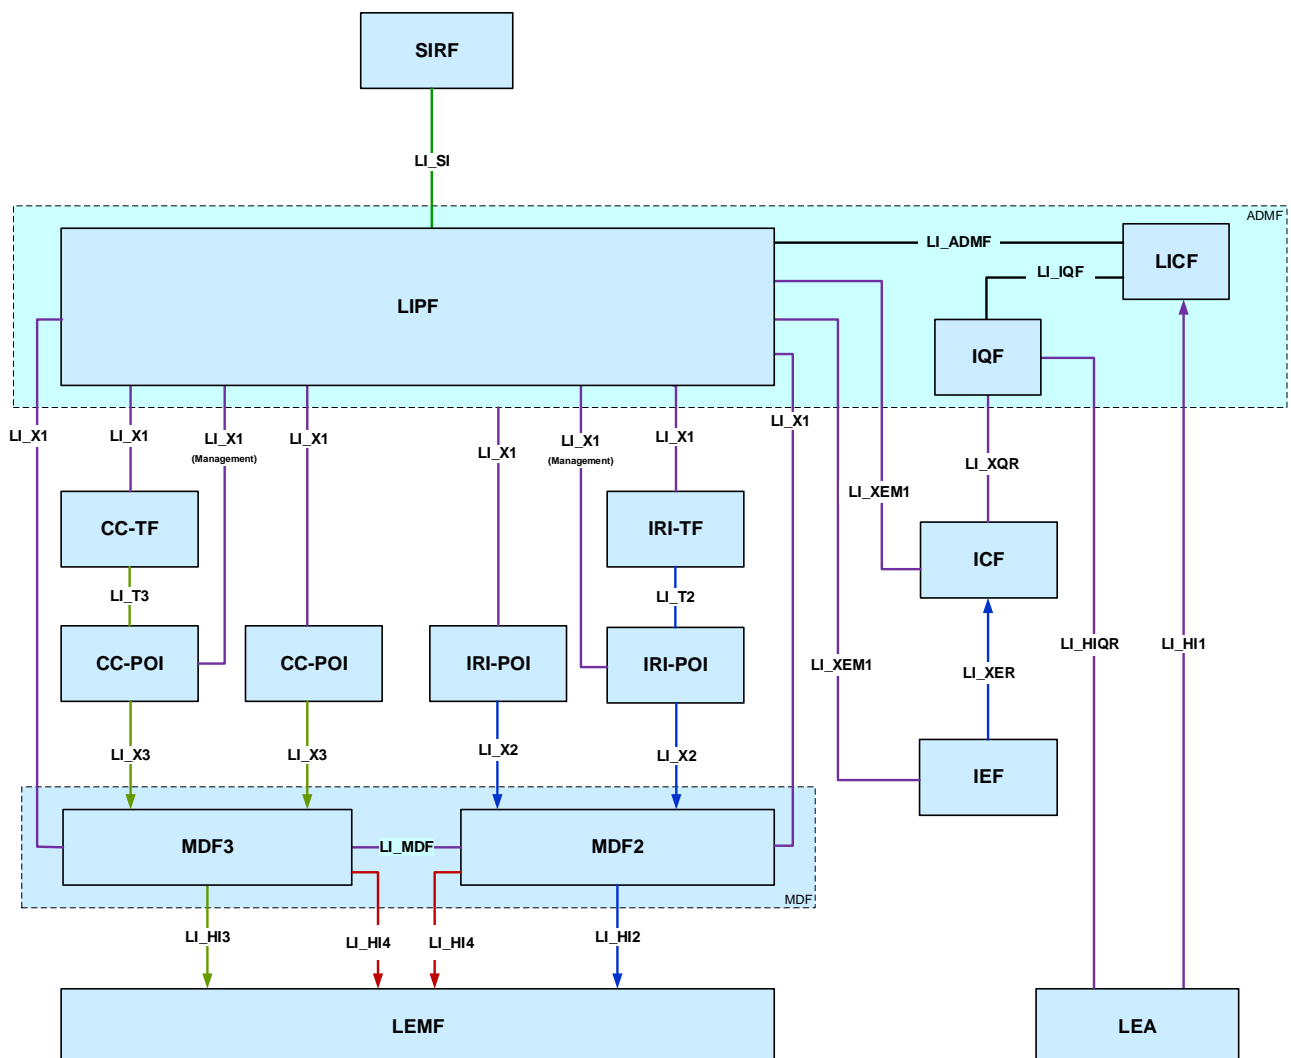 SIRF
LI_SI
ADMF
LI_ADMF
LICF
LI_IQF
LIPF
IQF
LI_X1
LI_X1
LI_X1
(Management)
LI_X1
LI_X1
LI_X1
(Management)
LI_X1
LI_X1
LI_XQR
LI_XEM1
CC-TF
IRI-TF
ICF
LI_T3
LI_T2
CC-POI
CC-POI
IRI-POI
IRI-POI
LI_XEM1
LI_XER
LI_HIQR
LI_HI1
LI_X3
LI_X3
LI_X2
LI_X2
IEF
MDF3
LI_MDF
MDF2
MDF
LI_HI3
LI_HI4
LI_HI4
LI_HI2
LEMF
LEA